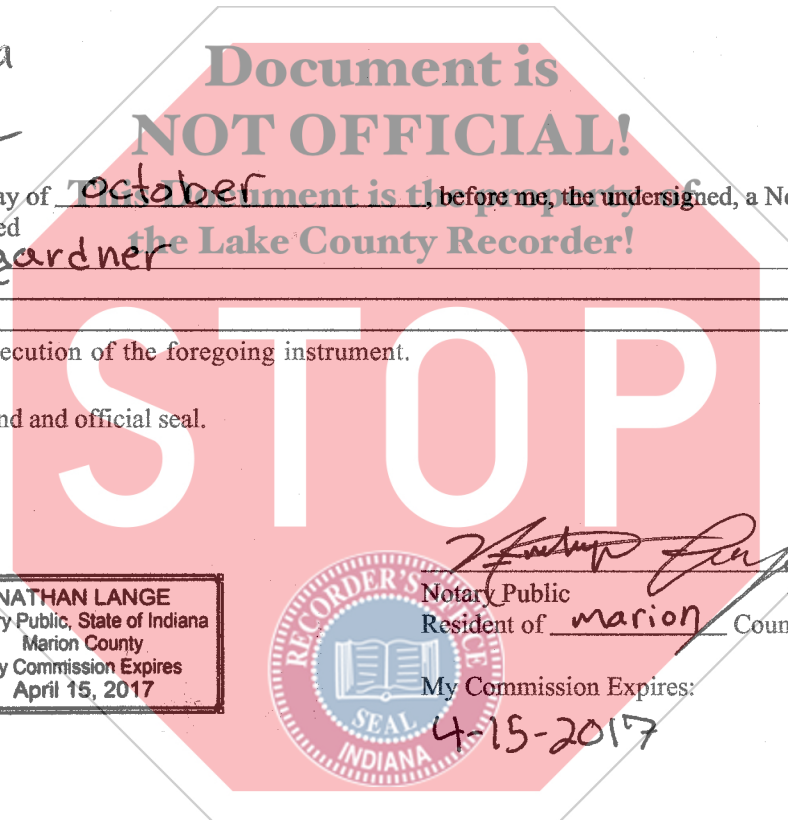 Document is
NOT OFFICIAL!
ay of October, before me, the undersigned, a No
This Document is the property of
ed
the Lake County Recorder!
aardner
STOP
ecution of the foregoing instrument.
nd and official seal.
NATHAN LANGE
ry Public, State of Indiana
Marion County
y Commission Expires
April 15, 2017
RECORDER'S OFFICE
SEAL
INDIANA
Notary Public
Resident of marion Coun
My Commission Expires:
4-15-2017